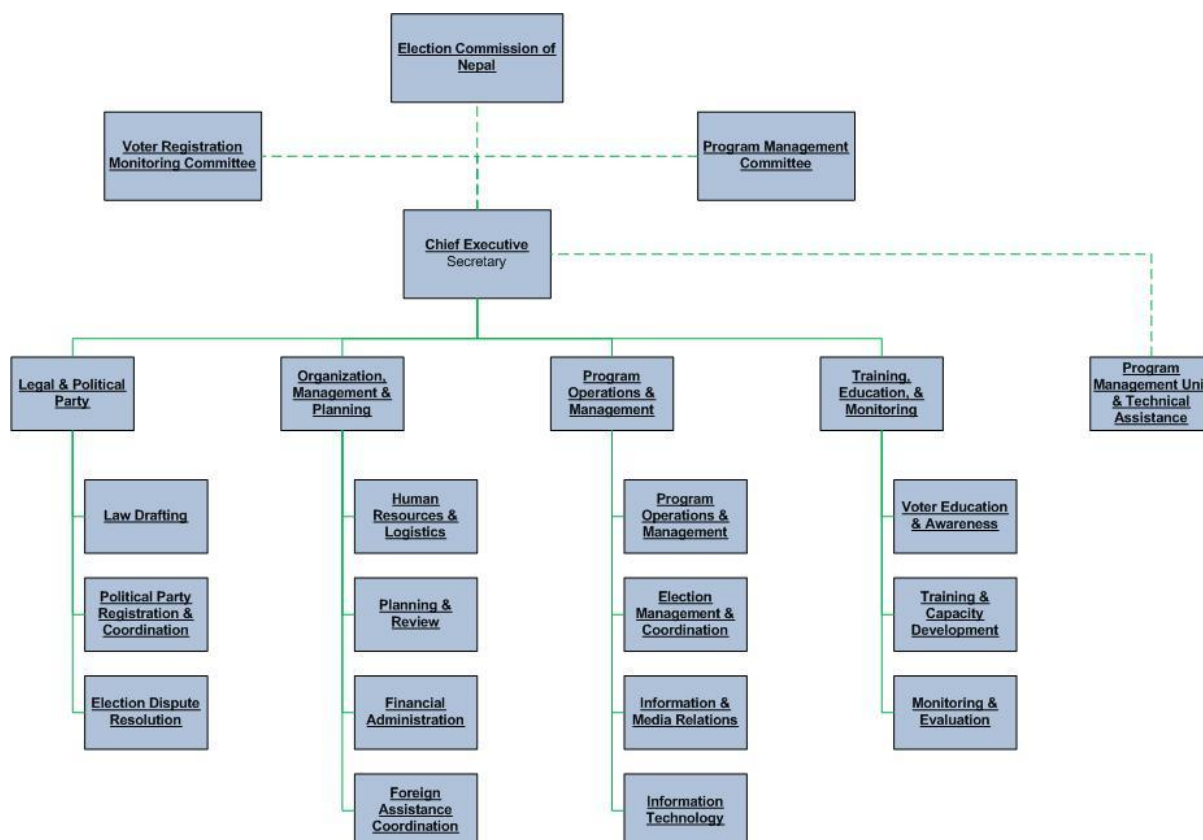 Election Commission of
Nepal
Voter Registration
Monitoring Committee
Program Management
Committee
Chief Executive
Secretary
Legal & Political
Party
Organization,
Management &
Planning
Program
Operations &
Management
Training,
Education, &
Monitoring
Program
Management Unit
& Technical
Assistance
Law Drafting
Political Party
Registration &
Coordination
Election Dispute
Resolution
Human
Resources &
Logistics
Planning &
Review
Financial
Administration
Foreign
Assistance
Coordination
Program
Operations &
Management
Election
Management &
Coordination
Information &
Media Relations
Information
Technology
Voter Education
& Awareness
Training &
Capacity
Development
Monitoring &
Evaluation